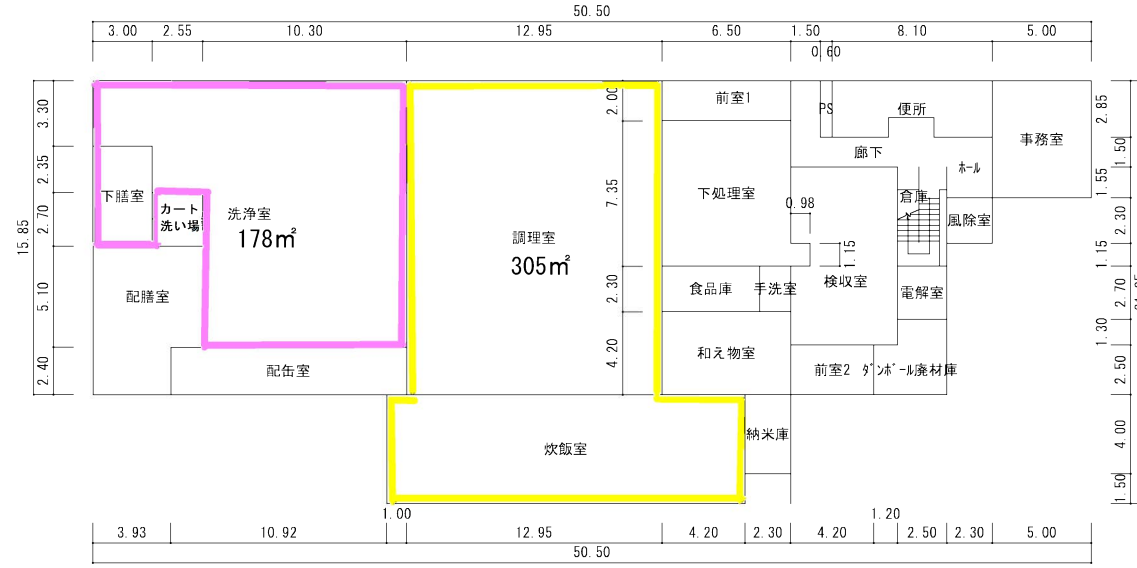 50.50
3.00 2.55 10.30 12.95 6.50 1.50 8.10 5.00
0.60
3.30
2.35
2.70
5.10
2.40
15.85
下膳室
カート
洗い場
洗浄室
178㎡
配膳室
配缶室
調理室
305㎡
炊飯室
2.00
7.35
2.30
4.20
前室1
下処理室
食品庫
手洗室
和え物室
納米庫
PS
便所
廊下
ホール
事務室
倉庫
風除室
0.98
1.15
検収室
電解室
前室2
ダンボール廃材庫
2.85
1.50
1.55
2.30
1.15
2.70
1.30
2.50
4.00
1.50
1.00 1.20
3.93 10.92 12.95 4.20 2.30 4.20 2.50 2.30 5.00
50.50